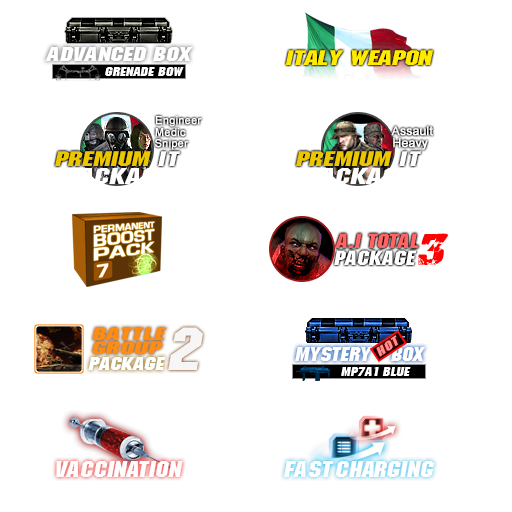 ADVANCED BOX
GRENADE BOW
ITALY WEAPON
Engineer
Medic
Sniper
PREMIUM IT
CKA
Assault
Heavy
PREMIUM IT
CKA
PERMANENT
BOOST
PACK
7
A.I TOTAL
PACKAGE 3
BATTLE
GROUP
PACKAGE 2
MYSTERY HOT BOX
MP7A1 BLUE
VACCINATION
FAST CHARGING